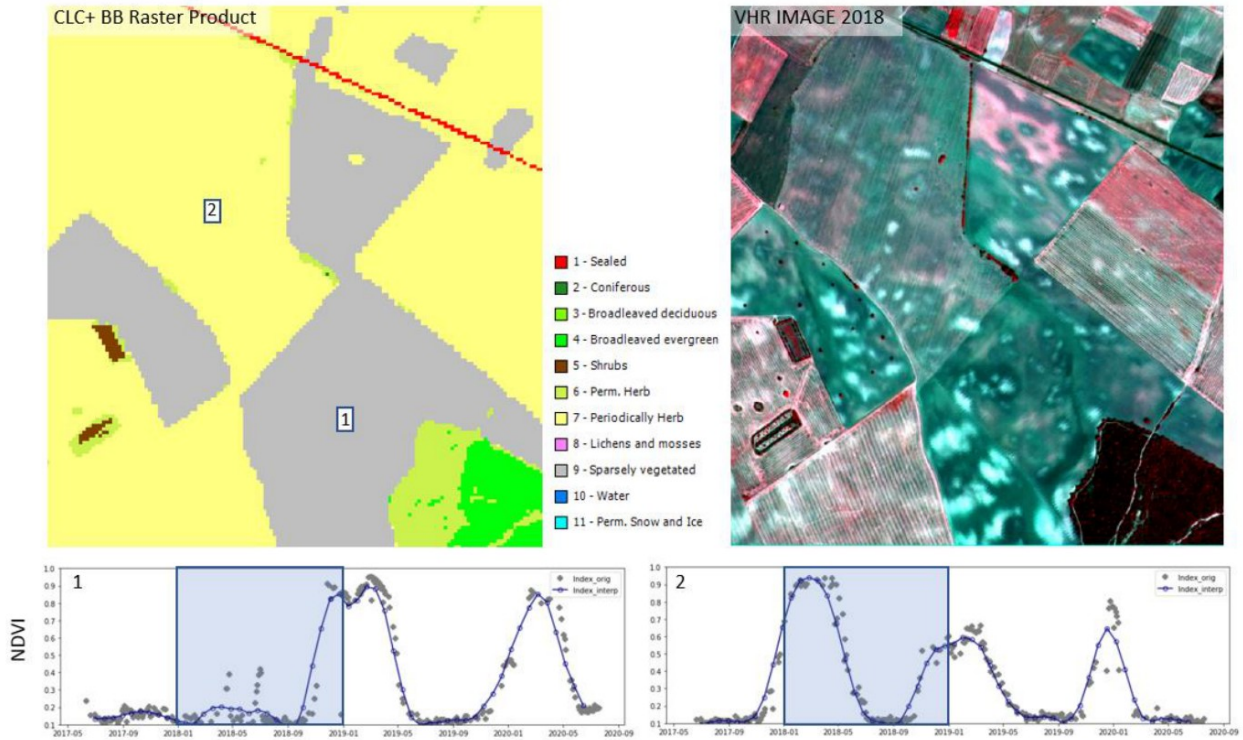 CLC+ BB Raster Product
VHR IMAGE 2018
2
1
1 - Sealed
2 - Coniferous
3 - Broadleaved deciduous
4 - Broadleaved evergreen
5 - Shrubs
6 - Perm. Herb
7 - Periodically Herb
8 - Lichens and mosses
9 - Sparsely vegetated
10 - Water
11 - Perm. Snow and Ice
NDVI
1
Index_orig
Index_interp
1.0
0.9
0.8
0.7
0.6
0.5
0.4
0.3
0.2
0.1
2017-05 2017-09 2018-01 2018-05 2018-09 2019-01 2019-05 2019-09 2020-01 2020-05 2020-09
2
Index_orig
Index_interp
1.0
0.9
0.8
0.7
0.6
0.5
0.4
0.3
0.2
0.1
2017-05 2017-09 2018-01 2018-05 2018-09 2019-01 2019-05 2019-09 2020-01 2020-05 2020-09